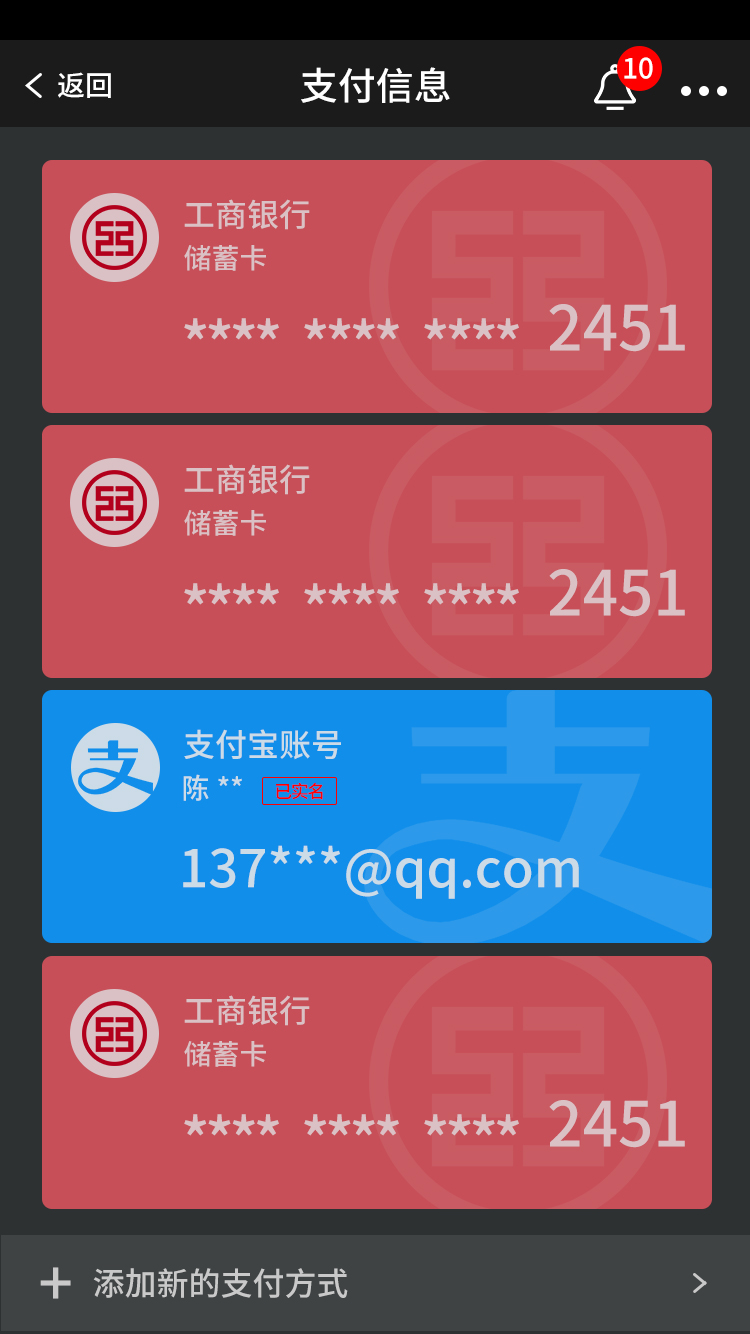 返回 支付信息 10
工商银行
储蓄卡
**** **** **** 2451
工商银行
储蓄卡
**** **** **** 2451
支付宝账号
陈 ** 已实名
137***@qq.com
工商银行
储蓄卡
**** **** **** 2451
添加新的支付方式